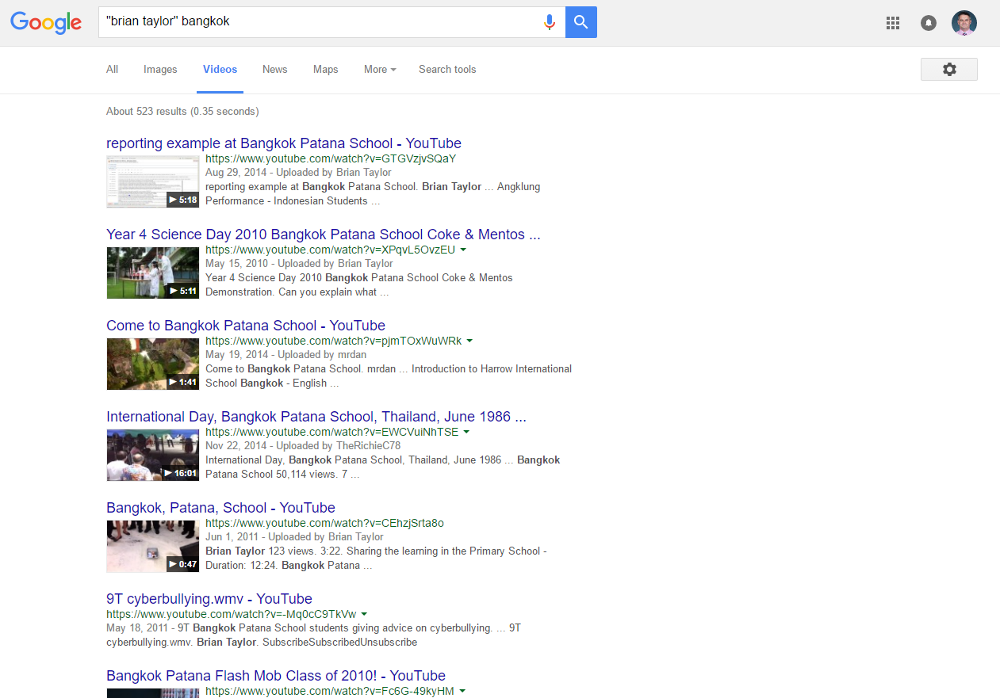 Google
"brian taylor" bangkok
All Images Videos News Maps More Search tools
About 523 results (0.35 seconds)
reporting example at Bangkok Patana School - YouTube
https://www.youtube.com/watch?v=GTGVzjvSQaY
Aug 29, 2014 - Uploaded by Brian Taylor
reporting example at Bangkok Patana School. Brian Taylor ... Angklung
Performance - Indonesian Students ...
5:18
Year 4 Science Day 2010 Bangkok Patana School Coke & Mentos ...
https://www.youtube.com/watch?v=XPqvL5OvzEU
May 15, 2010 - Uploaded by Brian Taylor
Year 4 Science Day 2010 Bangkok Patana School Coke & Mentos
Demonstration. Can you explain what ...
5:11
Come to Bangkok Patana School - YouTube
https://www.youtube.com/watch?v=pjmTOxWuWRk
May 19, 2014 - Uploaded by mrdan
Come to Bangkok Patana School. mrdan ... Introduction to Harrow International
School Bangkok - English ...
1:41
International Day, Bangkok Patana School, Thailand, June 1986 ...
https://www.youtube.com/watch?v=EWCVuiNhTSE
Nov 22, 2014 - Uploaded by TheRichieC78
International Day, Bangkok Patana School, Thailand, June 1986 ... Bangkok
Patana School 50,114 views. 7 ...
16:01
Bangkok, Patana, School - YouTube
https://www.youtube.com/watch?v=CEhzjSrta8o
Jun 1, 2011 - Uploaded by Brian Taylor
Brian Taylor 123 views. 3:22. Sharing the learning in the Primary School -
Duration: 12:24. Bangkok Patana ...
0:47
9T cyberbullying.wmv - YouTube
https://www.youtube.com/watch?v=-Mq0cC9TkVw
May 18, 2011 - 9T Bangkok Patana School students giving advice on cyberbullying. ... 9T
cyberbullying.wmv. Brian Taylor. SubscribeSubscribedUnsubscribe
Bangkok Patana Flash Mob Class of 2010! - YouTube
https://www.youtube.com/watch?v=Fc6G-49kyHM